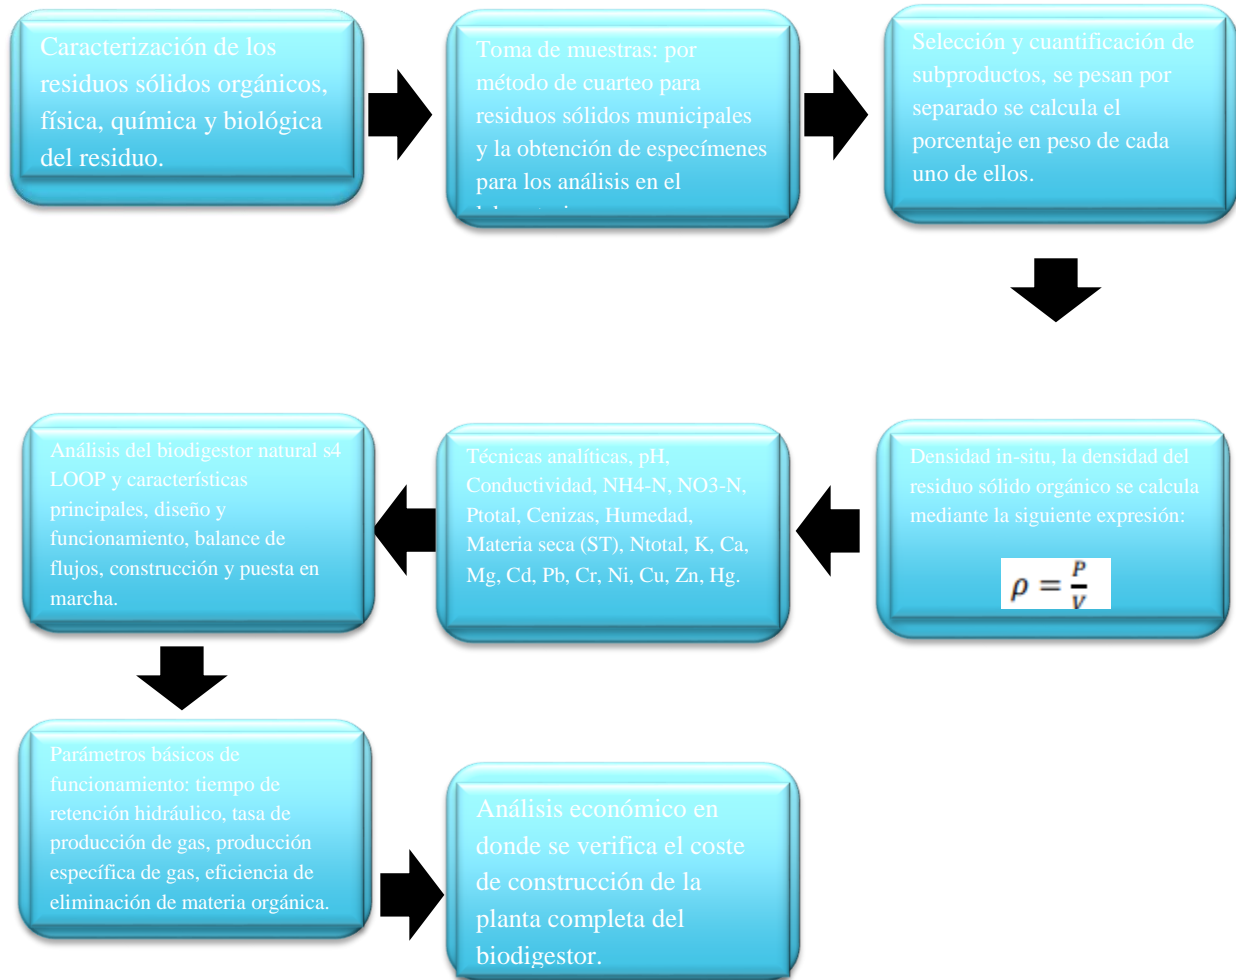 Caracterización de los
residuos sólidos orgánicos,
física, química y biológica
del residuo.
Toma de muestras: por
método de cuarteo para
residuos sólidos municipales
y la obtención de especímenes
para los análisis en el
Selección y cuantificación de
subproductos, se pesan por
separado se calcula el
porcentaje en peso de cada
uno de ellos.
Densidad in-situ, la densidad del
residuo sólido orgánico se calcula
mediante la siguiente expresión:
ρ = P/V
Técnicas analíticas, pH,
Conductividad, NH4-N, NO3-N,
Ptotal, Cenizas, Humedad,
Materia seca (ST), Ntotal, K, Ca,
Mg, Cd, Pb, Cr, Ni, Cu, Zn, Hg.
Análisis del biodigestor natural s4
LOOP y características
principales, diseño y
funcionamiento, balance de
flujos, construcción y puesta en
marcha.
Parámetros básicos de
funcionamiento: tiempo de
retención hidráulico, tasa de
producción de gas, producción
específica de gas, eficiencia de
eliminación de materia orgánica.
Análisis económico en
donde se verifica el coste
de construcción de la
planta completa del
biodigestor.